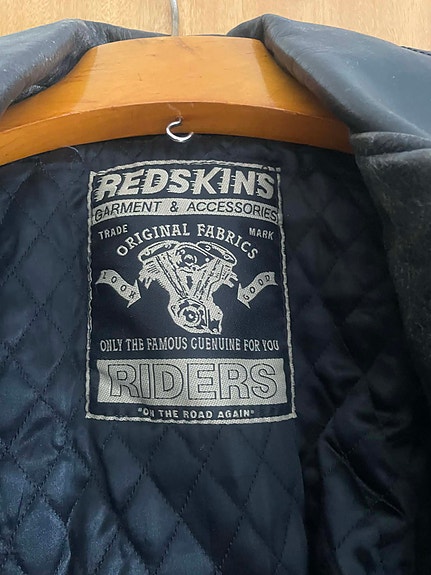 REDSKINS
GARMENT & ACCESSORIES
TRADE MARK
ORIGINAL FABRICS
LOOK GOOD
ONLY THE FAMOUS GUENUINE FOR YOU
RIDERS
"ON THE ROAD AGAIN"